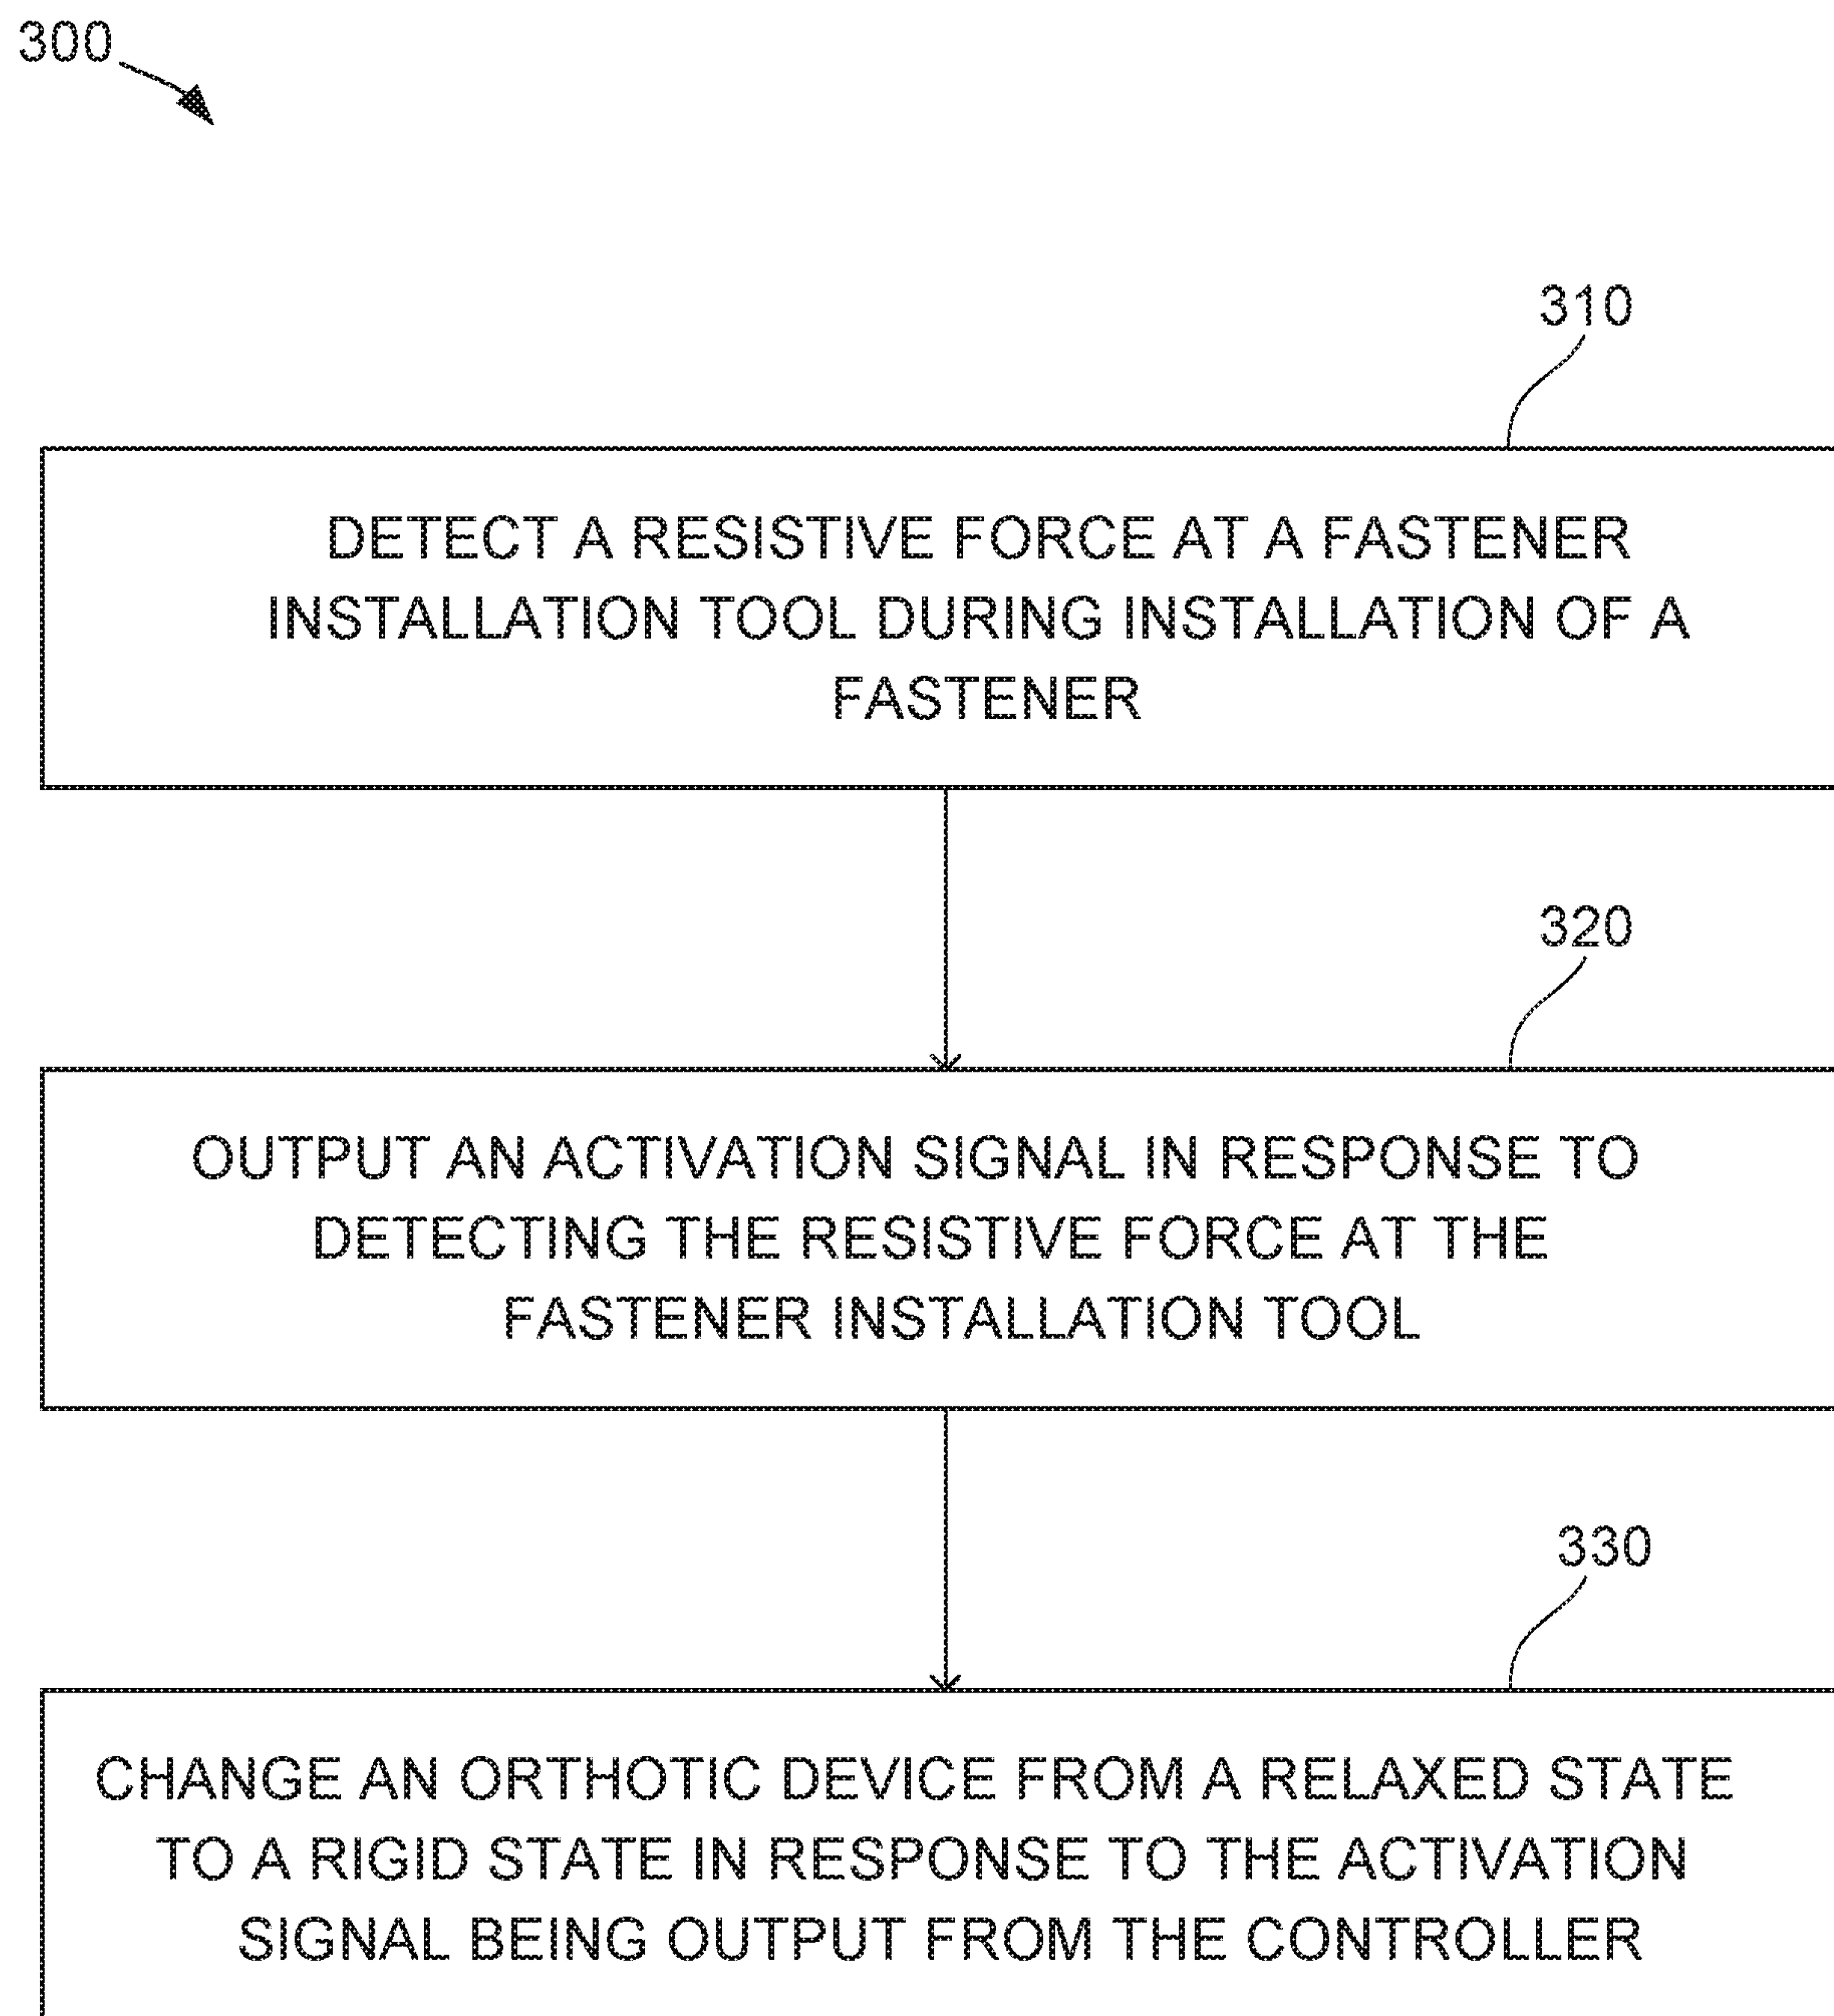 300
310
DETECT A RESISTIVE FORCE AT A FASTENER
INSTALLATION TOOL DURING INSTALLATION OF A
FASTENER
320
OUTPUT AN ACTIVATION SIGNAL IN RESPONSE TO
DETECTING THE RESISTIVE FORCE AT THE
FASTENER INSTALLATION TOOL
330
CHANGE AN ORTHOTIC DEVICE FROM A RELAXED STATE
TO A RIGID STATE IN RESPONSE TO THE ACTIVATION
SIGNAL BEING OUTPUT FROM THE CONTROLLER